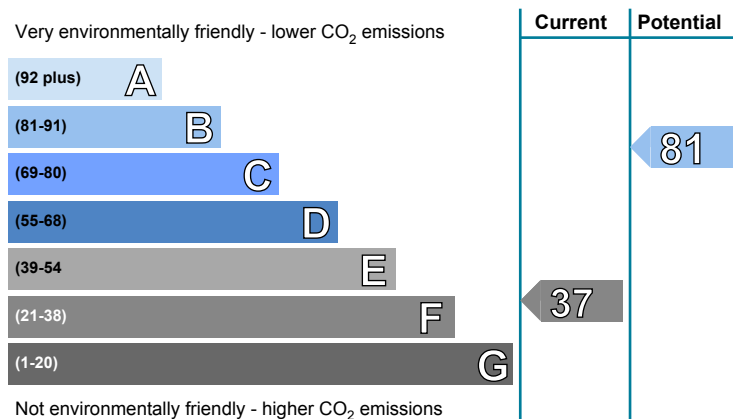 Very environmentally friendly - lower CO2 emissions
Current
Potential
(92 plus) A
(81-91) B
(69-80) C
(55-68) D
(39-54 E
(21-38) F
(1-20) G
81
37
Not environmentally friendly - higher CO2 emissions